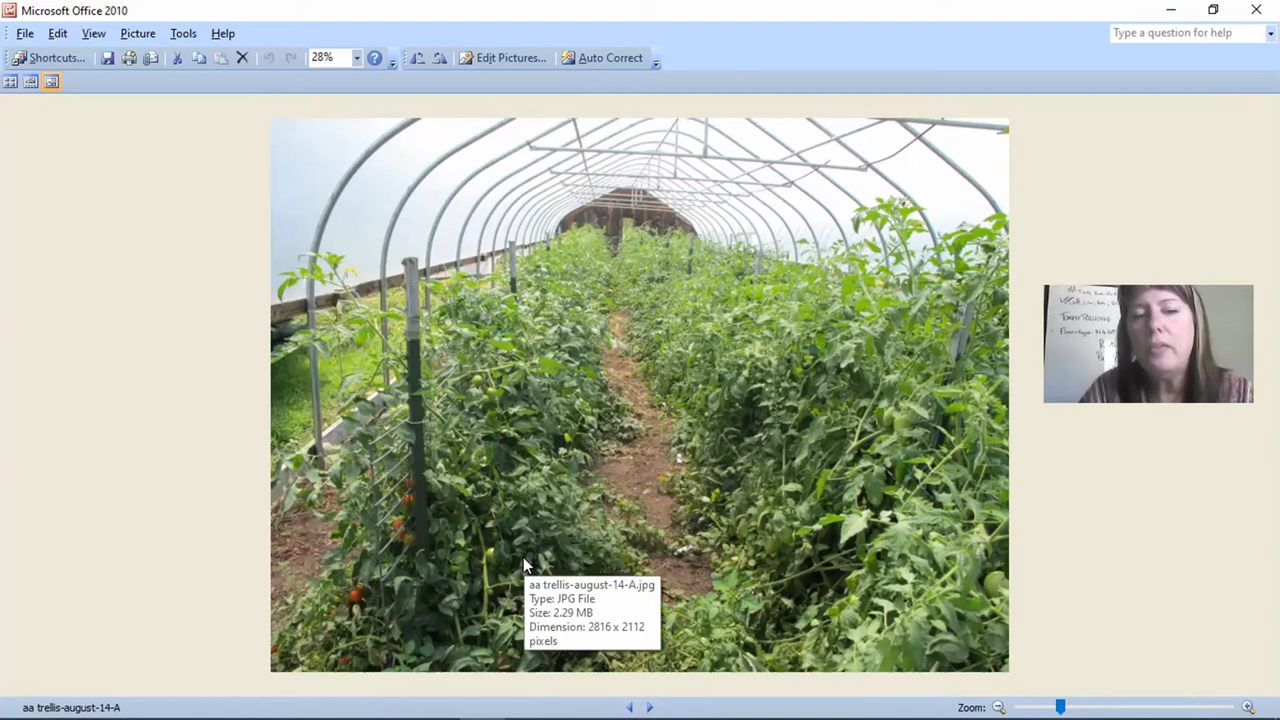 Microsoft Office 2010
File Edit View Picture Tools Help
Type a question for help
Shortcuts... 28% Edit Pictures... Auto Correct
aa trellis-august-14-A.jpg
Type: JPG File
Size: 2.29 MB
Dimension: 2816 x 2112
pixels
aa trellis-august-14-A
Zoom: